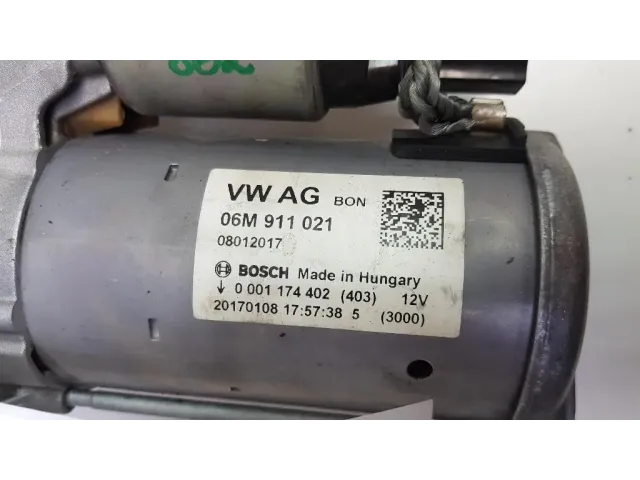 VW AG BON
06M 911 021
08012017
BOSCH Made in Hungary
↓ 0 001 174 402 (403) 12V
20170108 17:57:38 5 (3000)